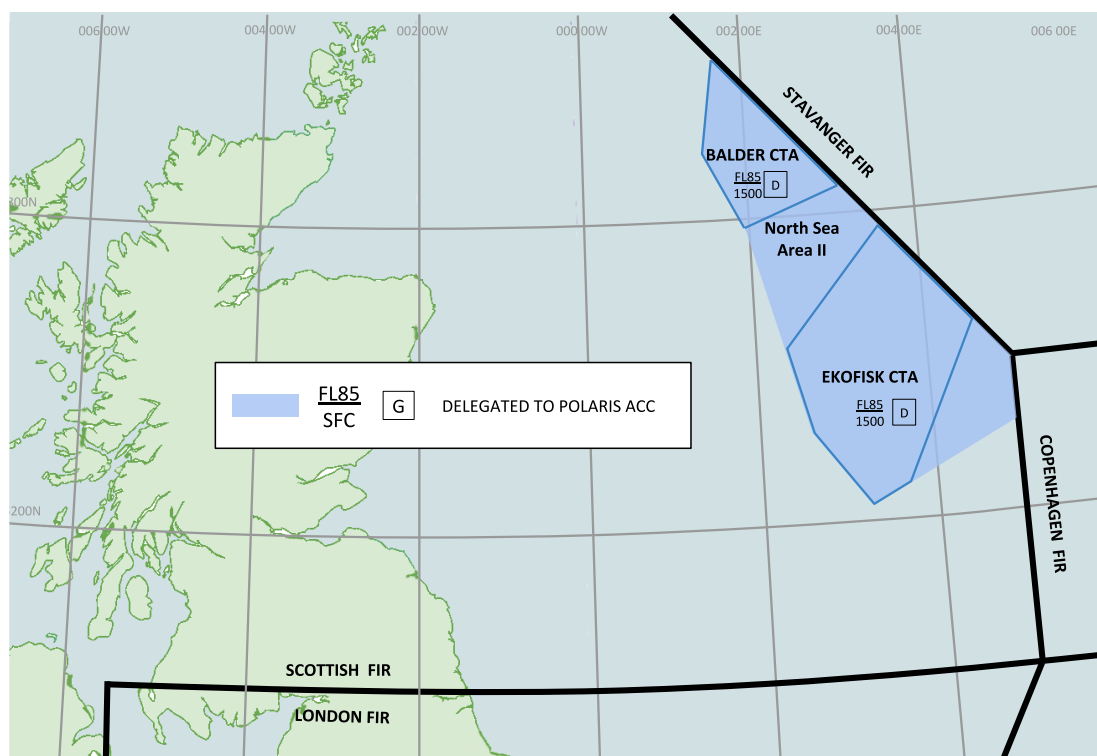 006 00W 004 00W 002 00W 000 00W 002 00E 004 00E 006 00E
STAVANGER FIR
BALDER CTA
FL85
1500
D
North Sea
Area II
EKOFISK CTA
FL85
1500
D
FL85
SFC
G
DELEGATED TO POLARIS ACC
COPENHAGEN FIR
200N
SCOTTISH FIR
LONDON FIR